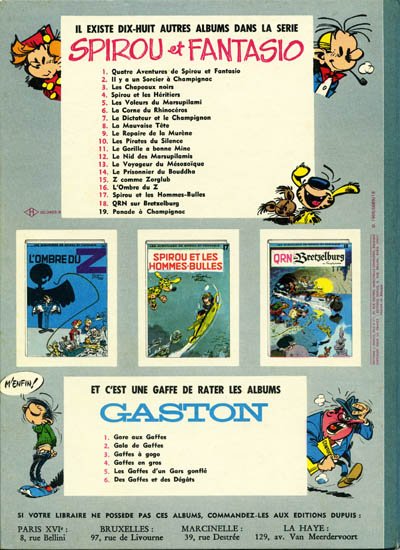 IL EXISTE DIX-HUIT AUTRES ALBUMS DANS LA SERIE
SPIROU et FANTASIO
1. Quatre Aventures de Spirou et Fantasio
2. Il y a un Sorcier à Champignac
3. Les Chapeaux noirs
4. Spirou et les Héritiers
5. Les Voleurs du Marsupilami
6. La Corne du Rhinocéros
7. Le Dictateur et le Champignon
8. La Mauvaise Tête
9. Le Repaire de la Murène
10. Les Pirates du Silence
11. Le Gorille a bonne Mine
12. Le Nid des Marsupilamis
13. Le Voyageur du Mésozoïque
14. Le Prisonnier du Bouddha
15. Z comme Zorglub
16. L'Ombre du Z
17. Spirou et les Hommes-Bulles
18. QRN sur Bretzelburg
19. Panade à Champignac
L'OMBRE DU Z
17
SPIROU ET LES
HOMMES-BULLES
QRN
sur
Bretzelburg
M'ENFIN!
ET C'EST UNE GAFFE DE RATER LES ALBUMS
GASTON
1. Gare aux Gaffes
2. Gala de Gaffes
3. Gaffes à gogo
4. Gaffes en gros
5. Les Gaffes d'un Gars gonflé
6. Des Gaffes et des Dégâts
SI VOTRE LIBRAIRE NE POSSEDE PAS CES ALBUMS, COMMANDEZ-LES AUX EDITIONS DUPUIS :
PARIS XVIe : BRUXELLES : MARCINELLE : LA HAYE :
8, rue Bellini 97, rue de Livourne 39, rue Destrée 129, av. Van Meerdervoort